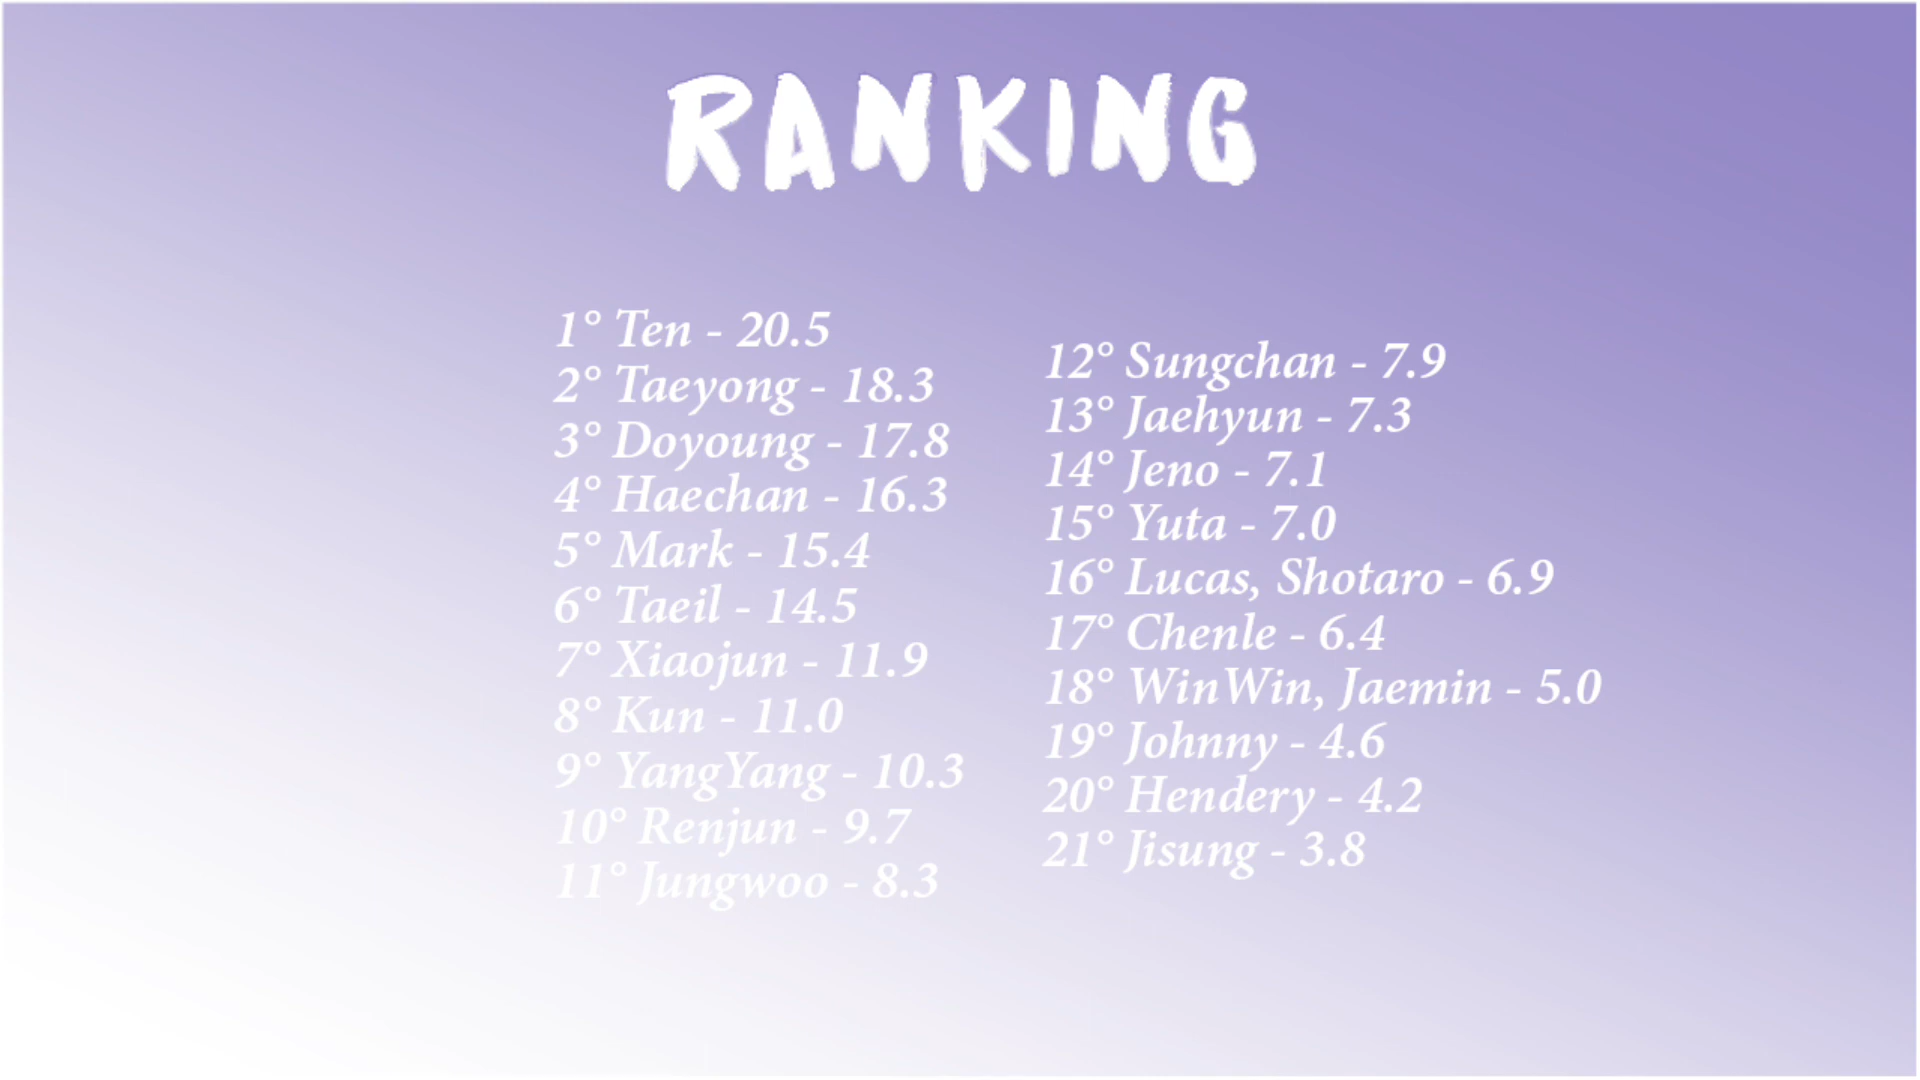 RANKING
1° Ten - 20.5
2° Taeyong - 18.3
3° Doyoung - 17.8
4° Haechan - 16.3
5° Mark - 15.4
6° Taeil - 14.5
7° Xiaojun - 11.9
8° Kun - 11.0
9° YangYang - 10.3
10° Renjun - 9.7
11° Jungwoo - 8.3
12° Sungchan - 7.9
13° Jaehyun - 7.3
14° Jeno - 7.1
15° Yuta - 7.0
16° Lucas, Shotaro - 6.9
17° Chenle - 6.4
18° WinWin, Jaemin - 5.0
19° Johnny - 4.6
20° Hendery - 4.2
21° Jisung - 3.8